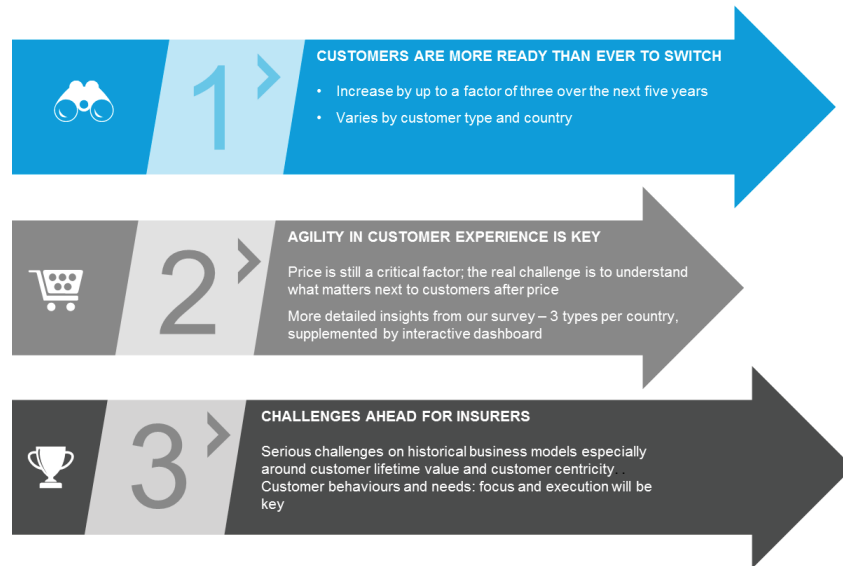 1
CUSTOMERS ARE MORE READY THAN EVER TO SWITCH
• Increase by up to a factor of three over the next five years
• Varies by customer type and country
2
AGILITY IN CUSTOMER EXPERIENCE IS KEY
Price is still a critical factor; the real challenge is to understand
what matters next to customers after price
More detailed insights from our survey – 3 types per country,
supplemented by interactive dashboard
3
CHALLENGES AHEAD FOR INSURERS
Serious challenges on historical business models especially
around customer lifetime value and customer centricity. .
Customer behaviours and needs: focus and execution will be
key